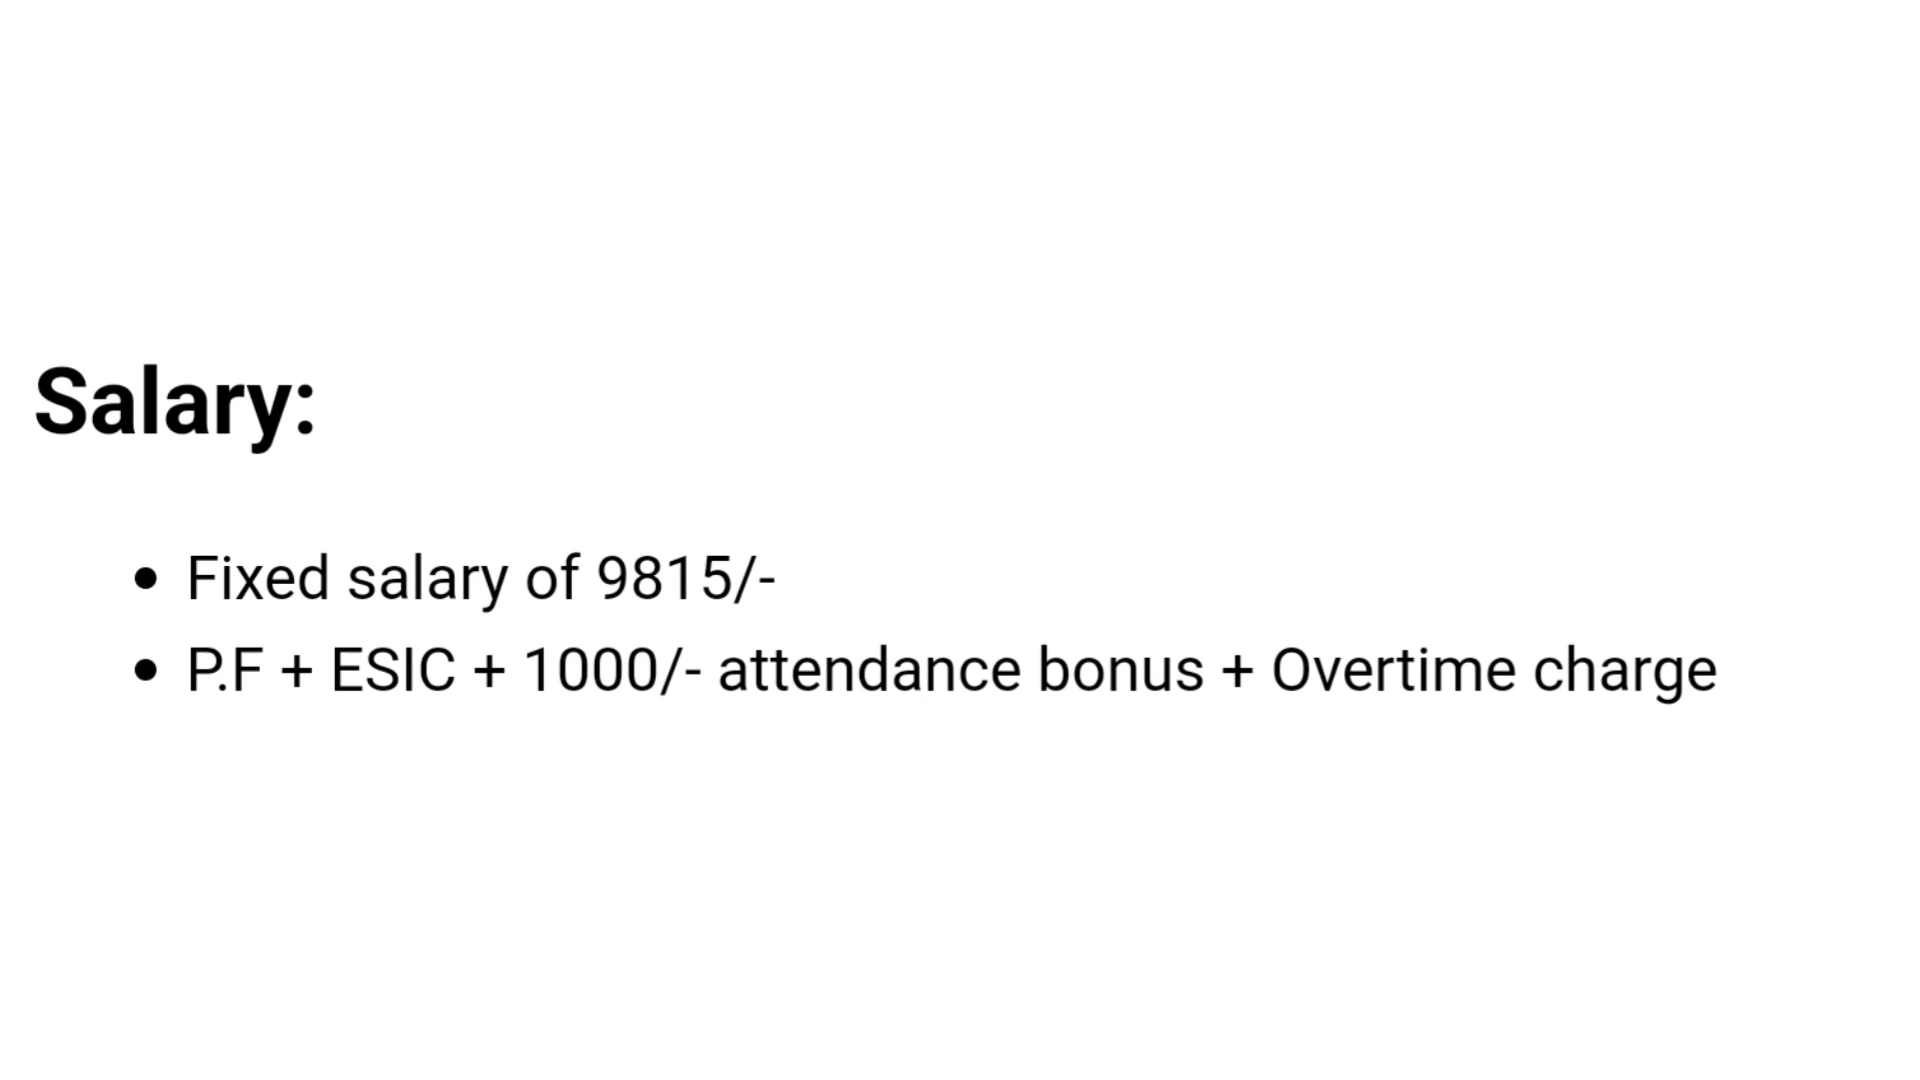 Salary:
Fixed salary of 9815/-
P.F + ESIC + 1000/- attendance bonus + Overtime charge